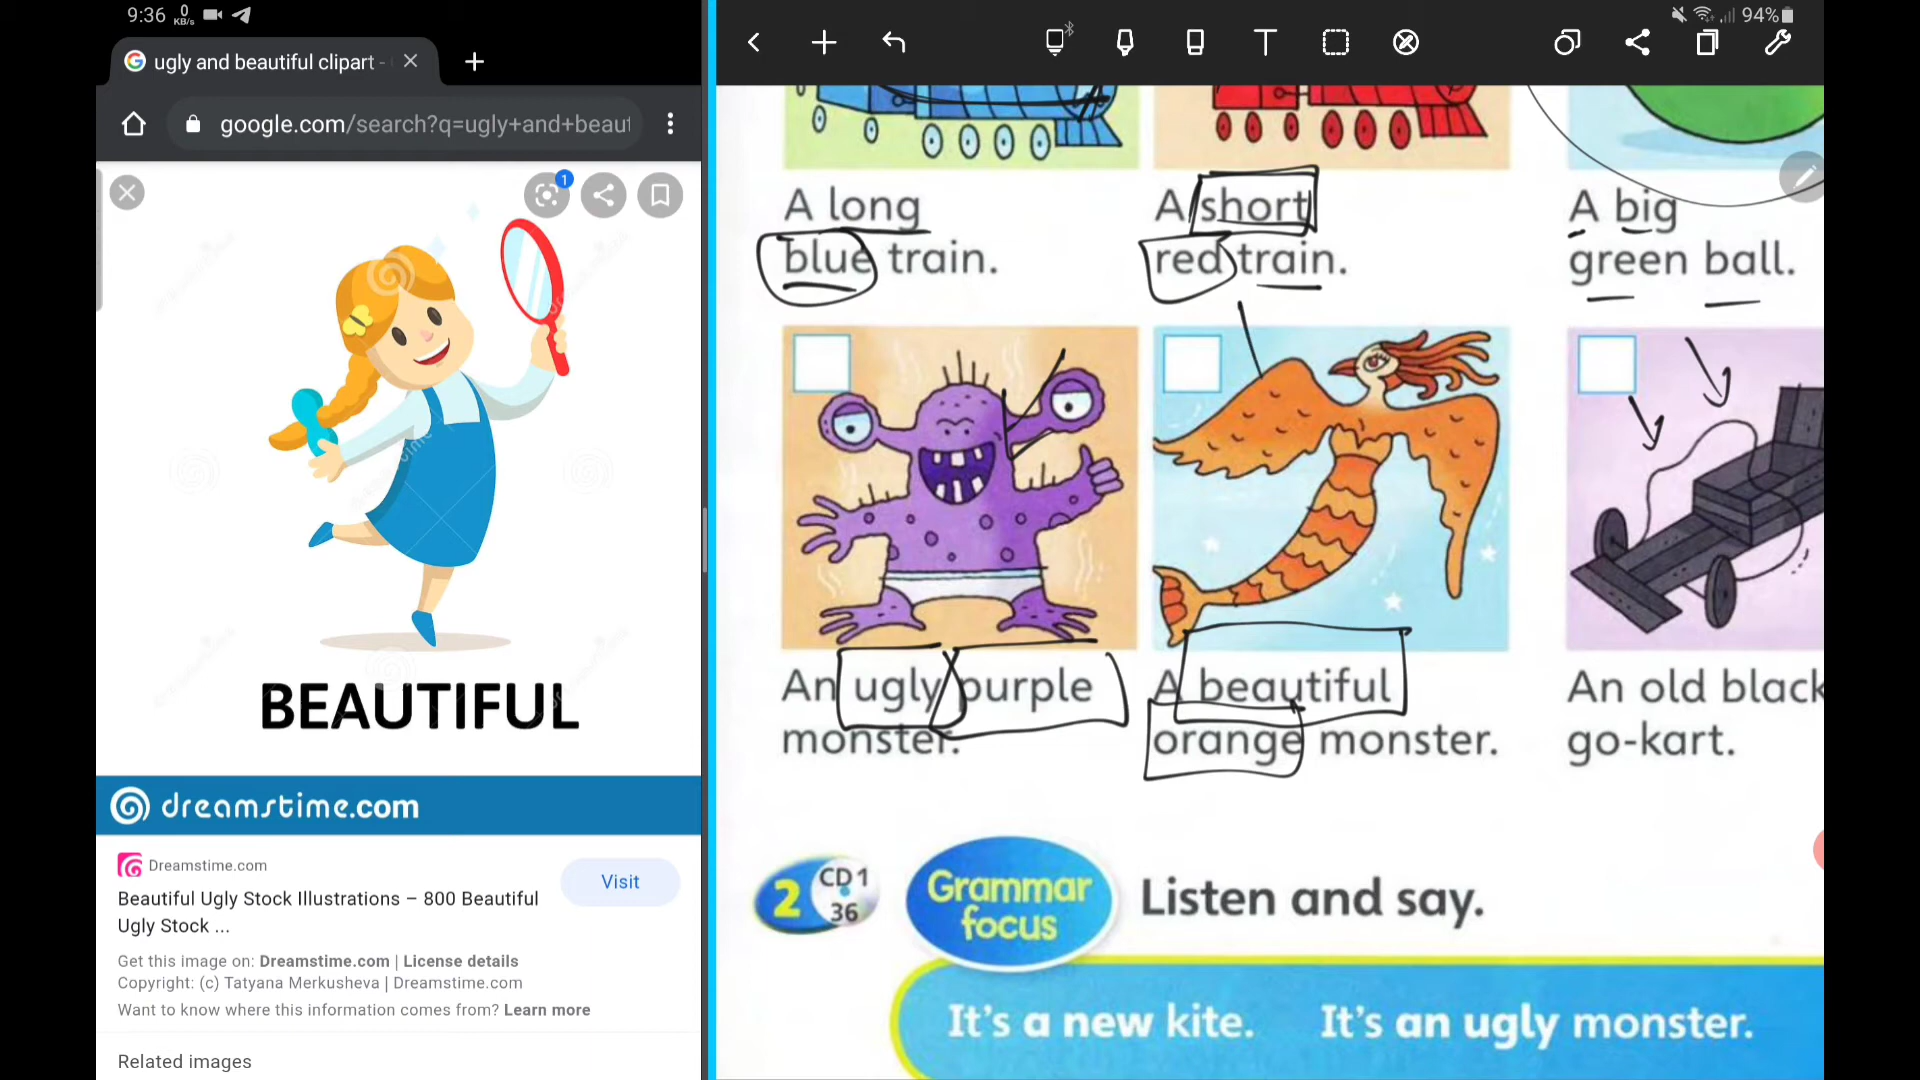 9:36
0
KB/s
94%
ugly and beautiful clipart -
google.com/search?q=ugly+and+beaut
1
BEAUTIFUL
dreamstime.com
Dreamstime.com
Visit
Beautiful Ugly Stock Illustrations – 800 Beautiful
Ugly Stock ...
Get this image on: Dreamstime.com | License details
Copyright: (c) Tatyana Merkusheva | Dreamstime.com
Want to know where this information comes from? Learn more
Related images
A long
blue train.
A short
red train.
A big
green ball.
An ugly purple
monster.
A beautiful
orange monster.
An old black
go-kart.
2
CD1
36
Grammar
focus
Listen and say.
It's a new kite. It's an ugly monster.